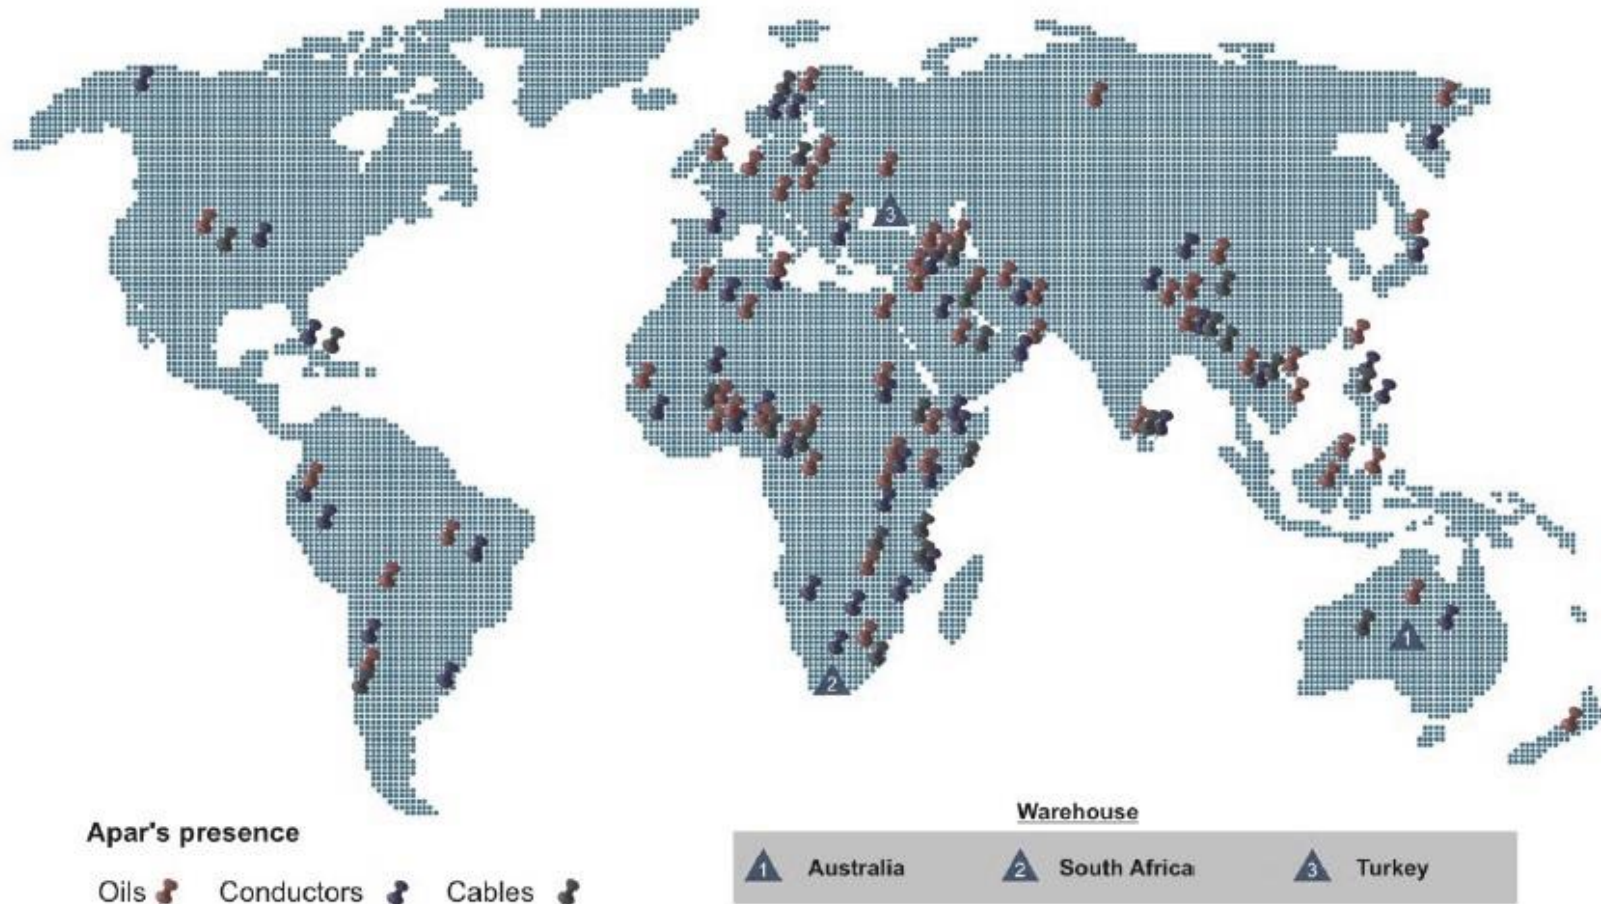 3
2
1
Apar's presence
Oils Conductors Cables
Warehouse
1 Australia 2 South Africa 3 Turkey